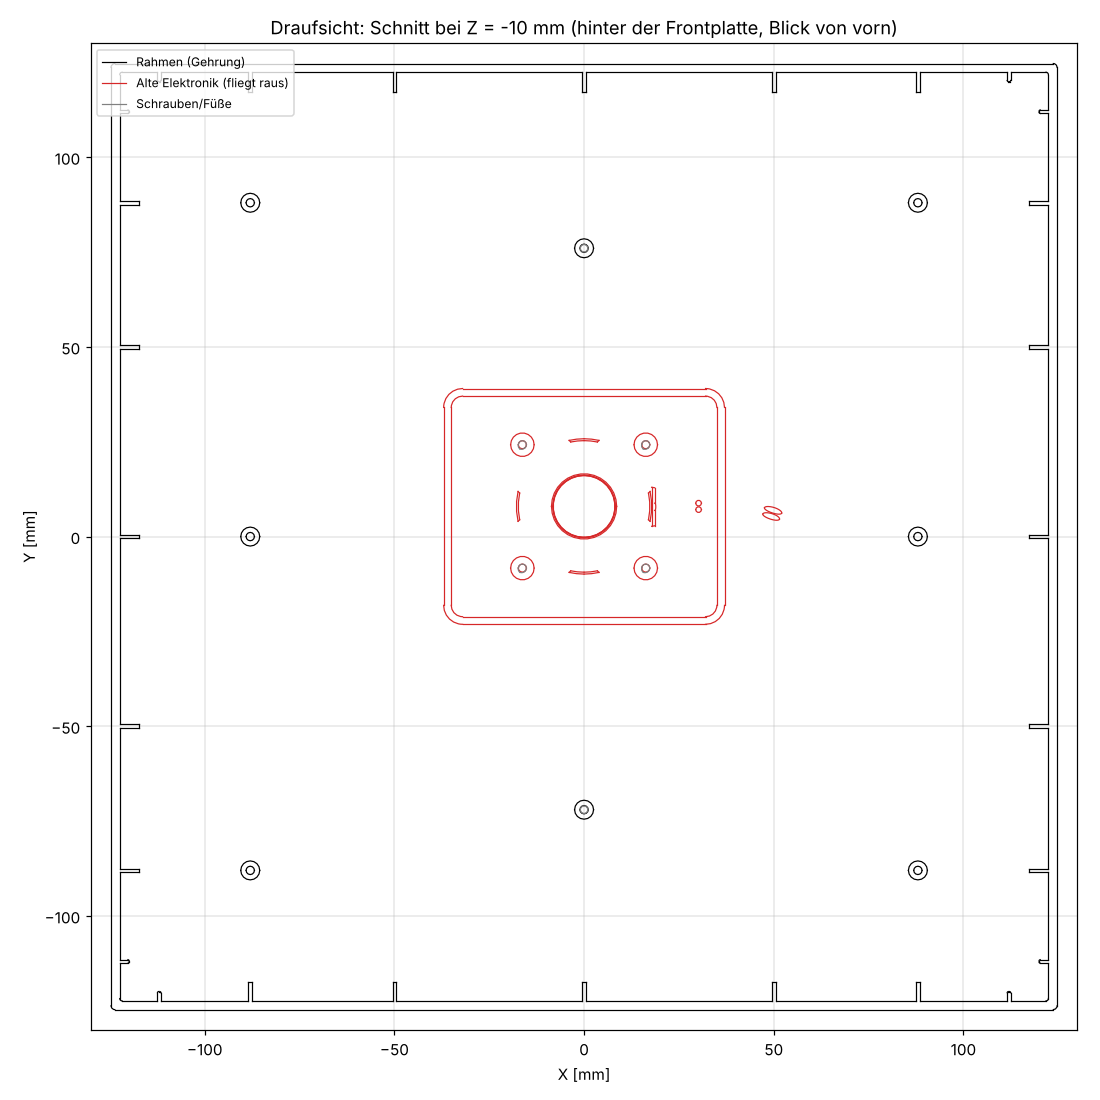 Draufsicht: Schnitt bei Z = -10 mm (hinter der Frontplatte, Blick von vorn)
Rahmen (Gehrung)
Alte Elektronik (fliegt raus)
Schrauben/Füße
100
50
0
−50
−100
Y [mm]
−100
−50
0
50
100
X [mm]